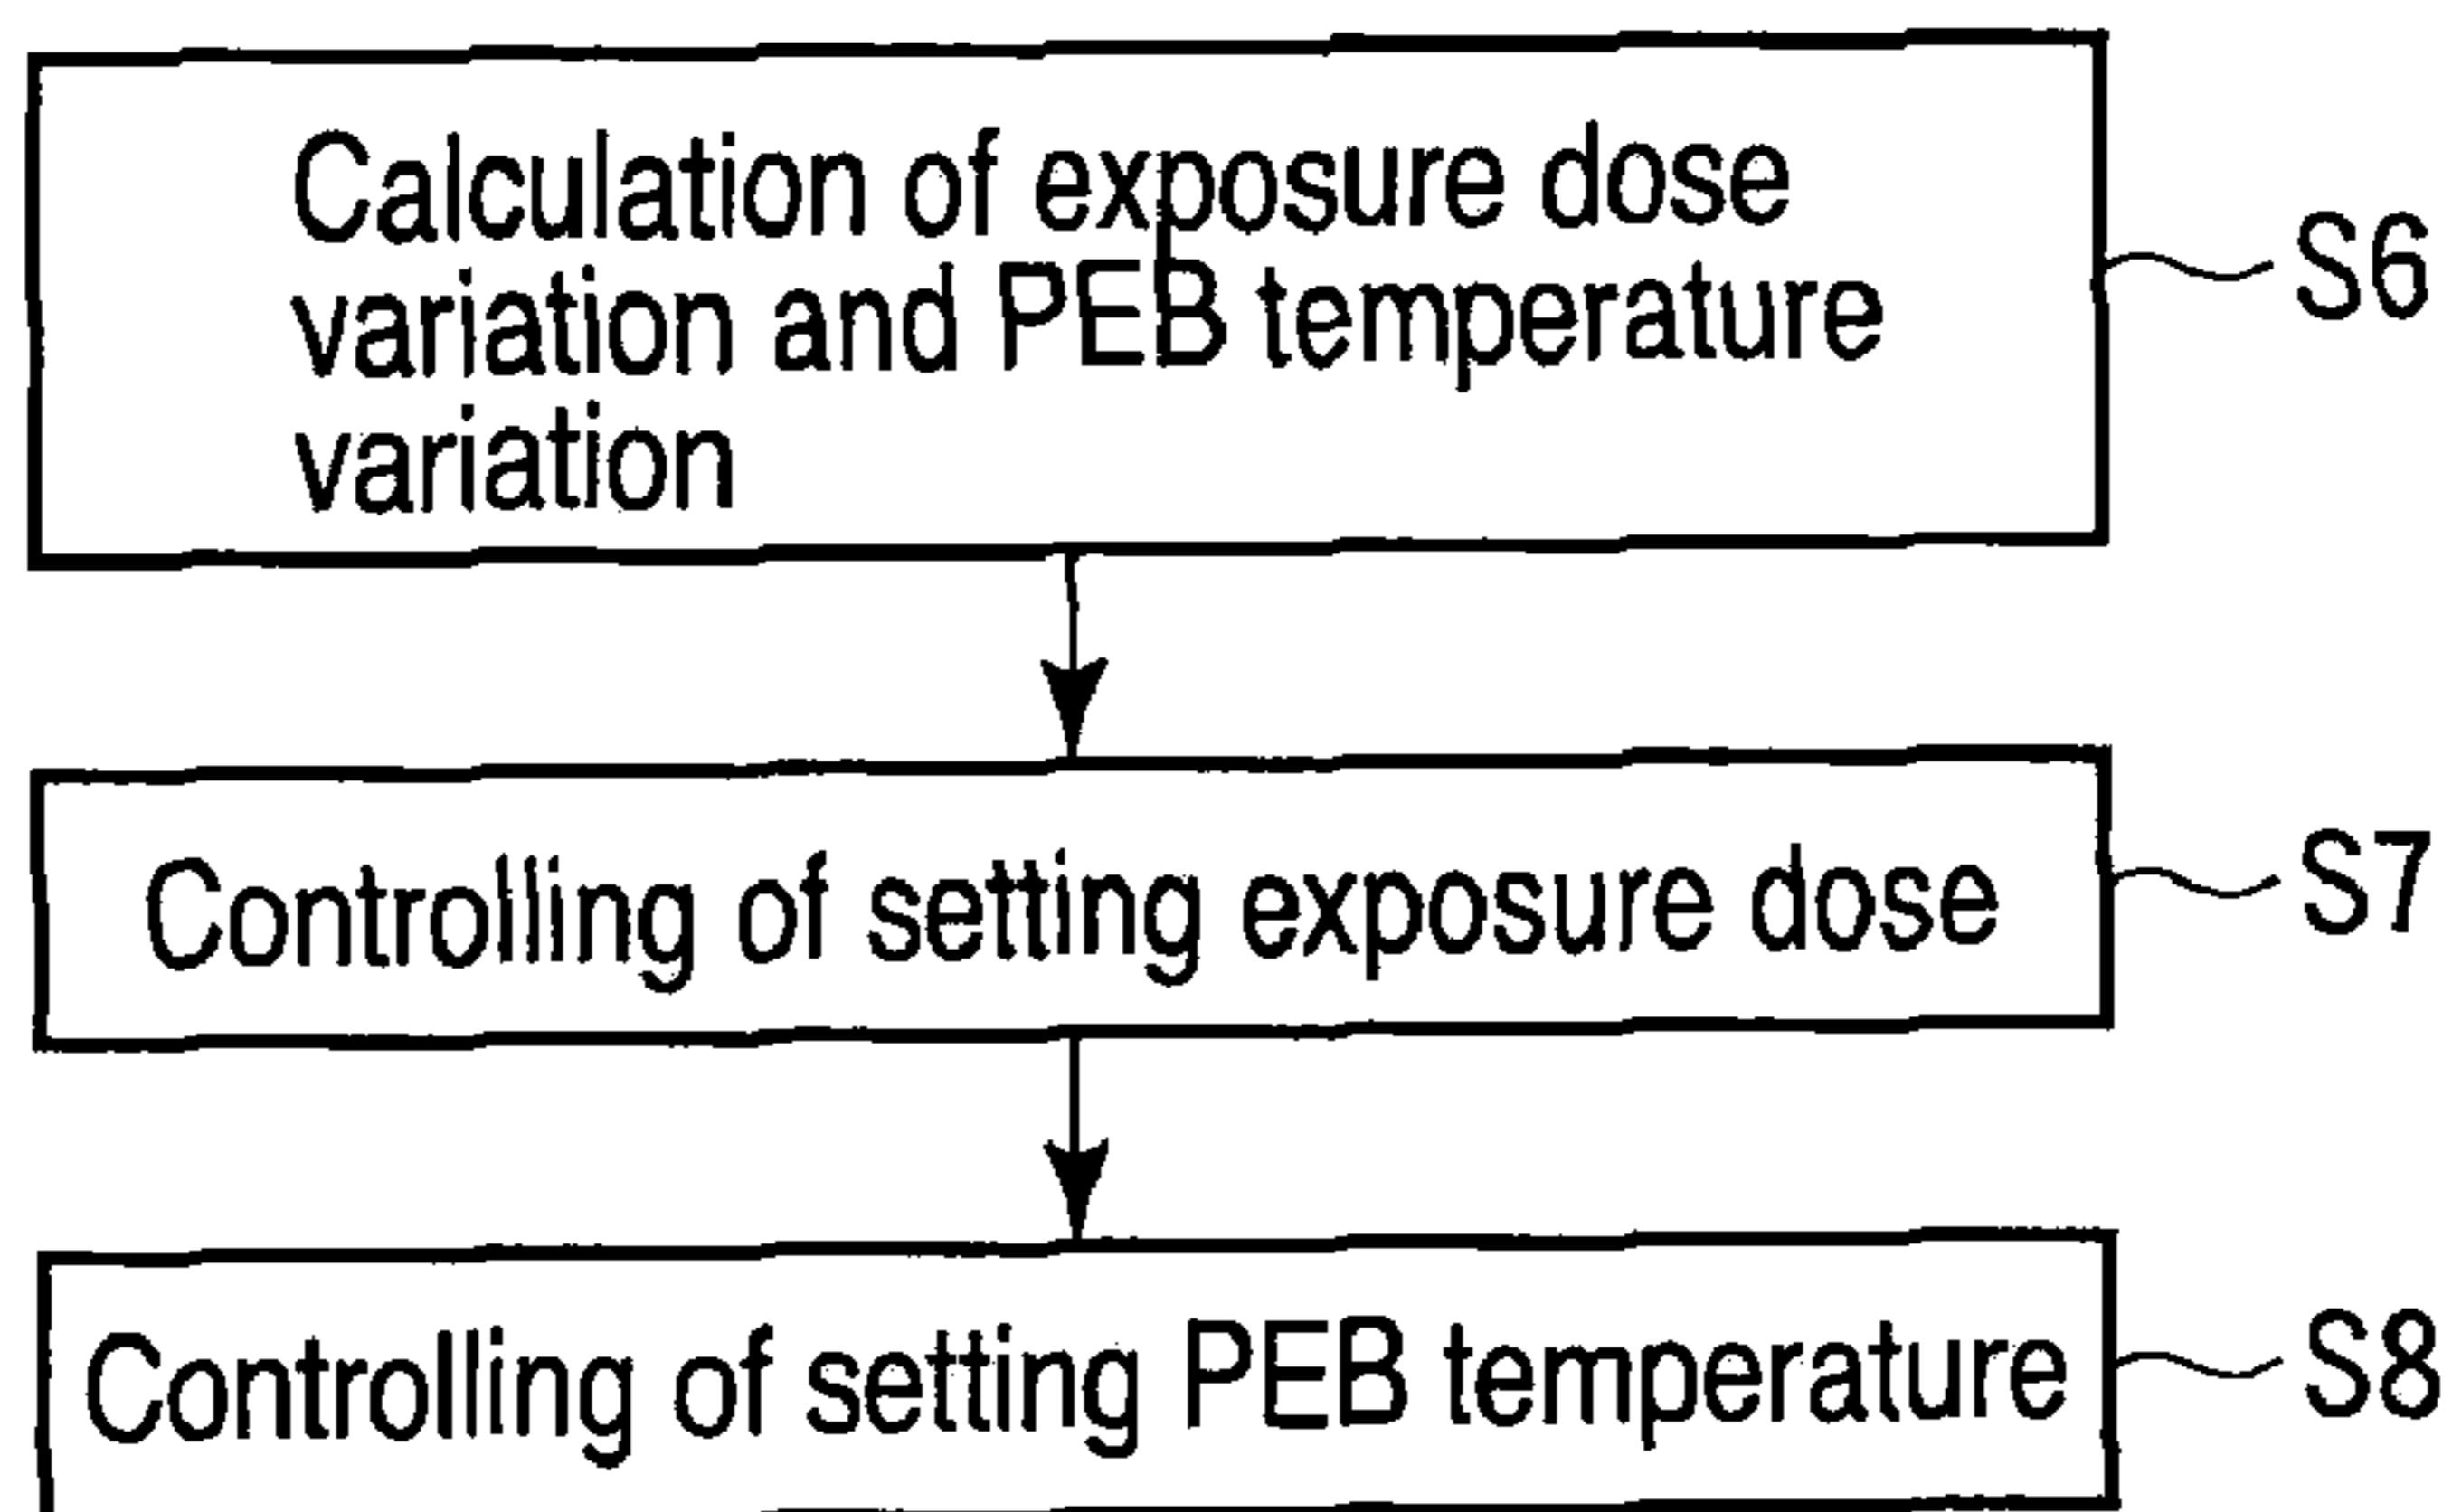 Calculation of exposure dose
variation and PEB temperature
variation
S6
Controlling of setting exposure dose
S7
Controlling of setting PEB temperature
S8